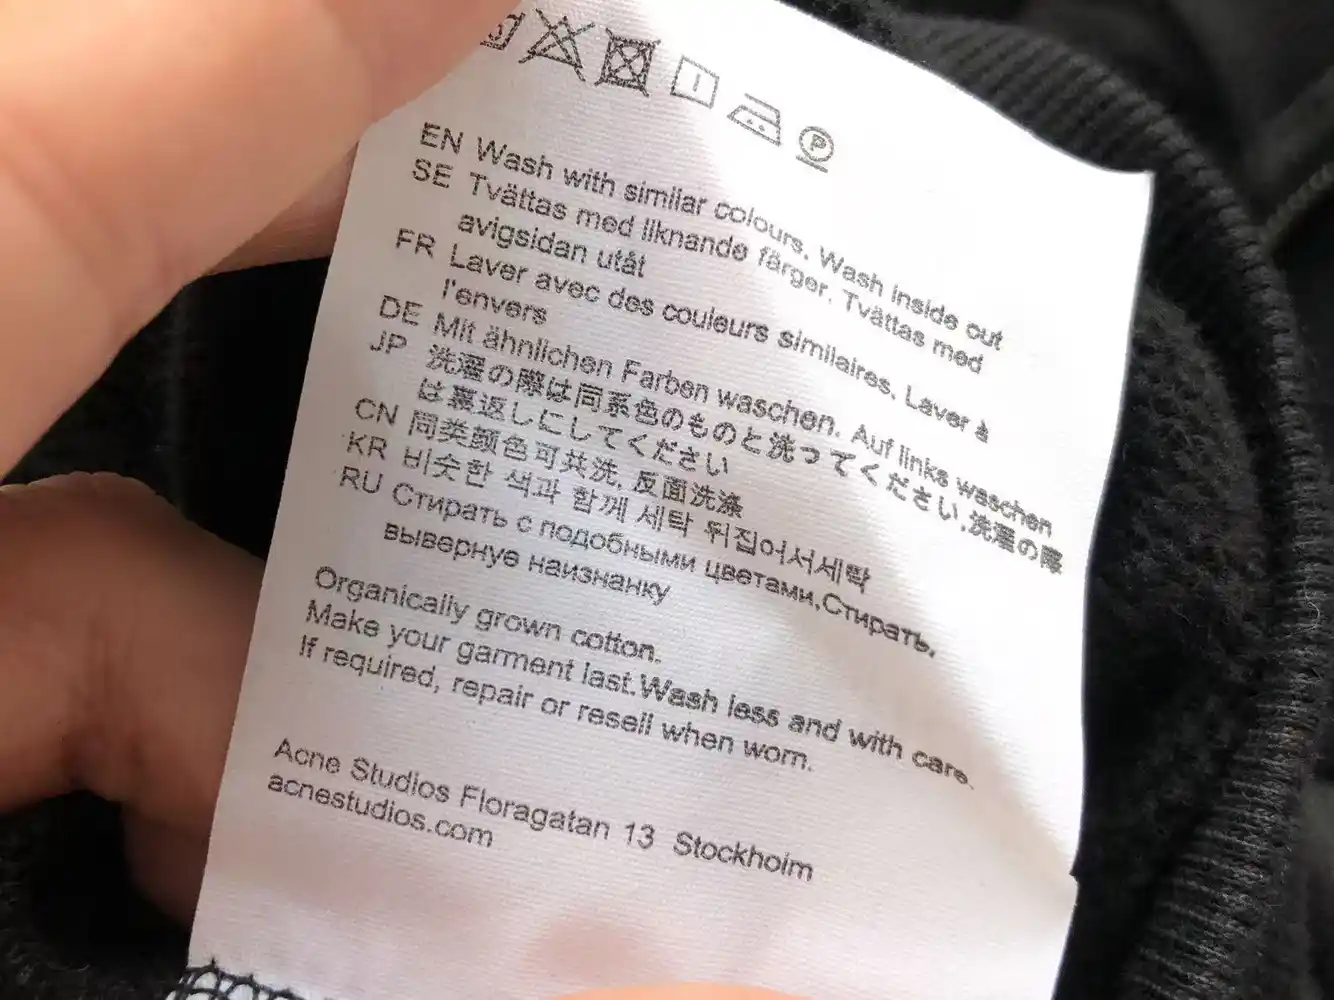 P
EN Wash with similar colours. Wash inside out
SE Tvättas med liknande färger. Tvättas med
avigsidan utåt
FR Laver avec des couleurs similaires. Laver à
l'envers
DE Mit ähnlichen Farben waschen. Auf links waschen
JP 洗濯の際は同系色のものと洗ってください.洗濯の際
は裏返しにしてください
CN 同类颜色可共洗, 反面洗涤
KR 비슷한 색과 함께 세탁 뒤집어서세탁
RU Стирать с подобными цветами,Стирать,
вывернуе наизнанку
Organically grown cotton.
Make your garment last.Wash less and with care.
If required, repair or resell when worn.
Acne Studios Floragatan 13 Stockholm
acnestudios.com